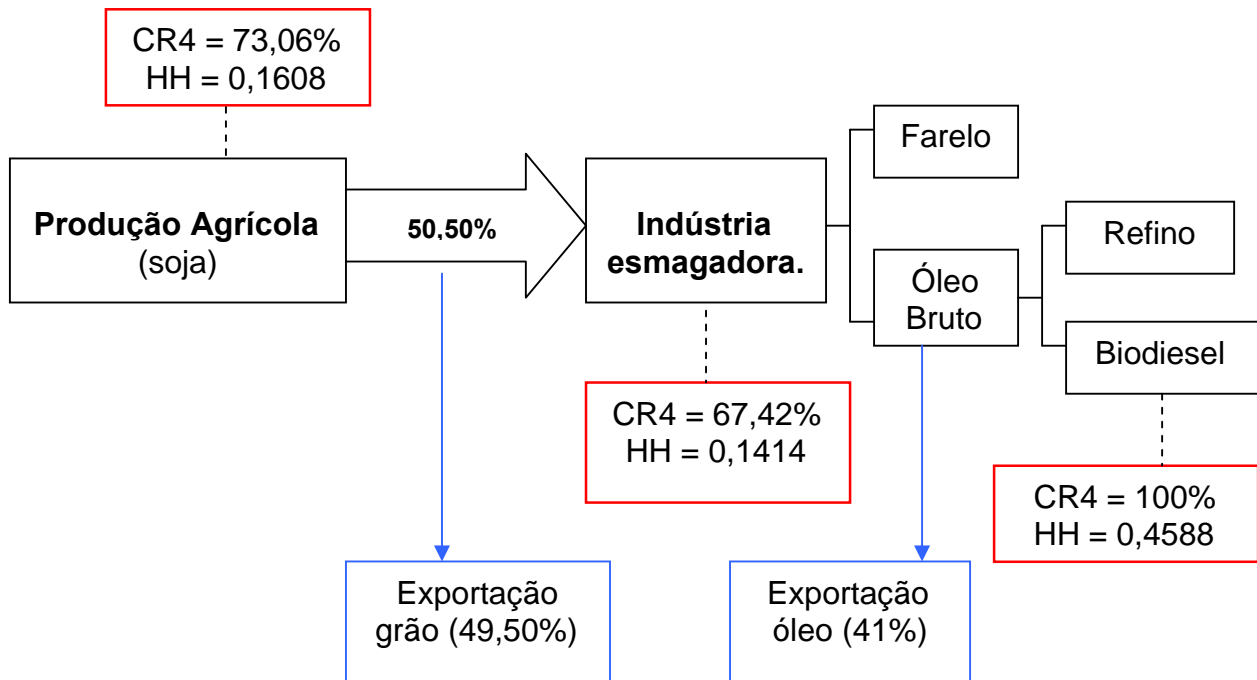 CR4 = 73,06%
HH = 0,1608
Produção Agrícola
(soja)
50,50%
Indústria
esmagadora.
Farelo
Óleo
Bruto
Refino
Biodiesel
CR4 = 67,42%
HH = 0,1414
CR4 = 100%
HH = 0,4588
Exportação
grão (49,50%)
Exportação
óleo (41%)